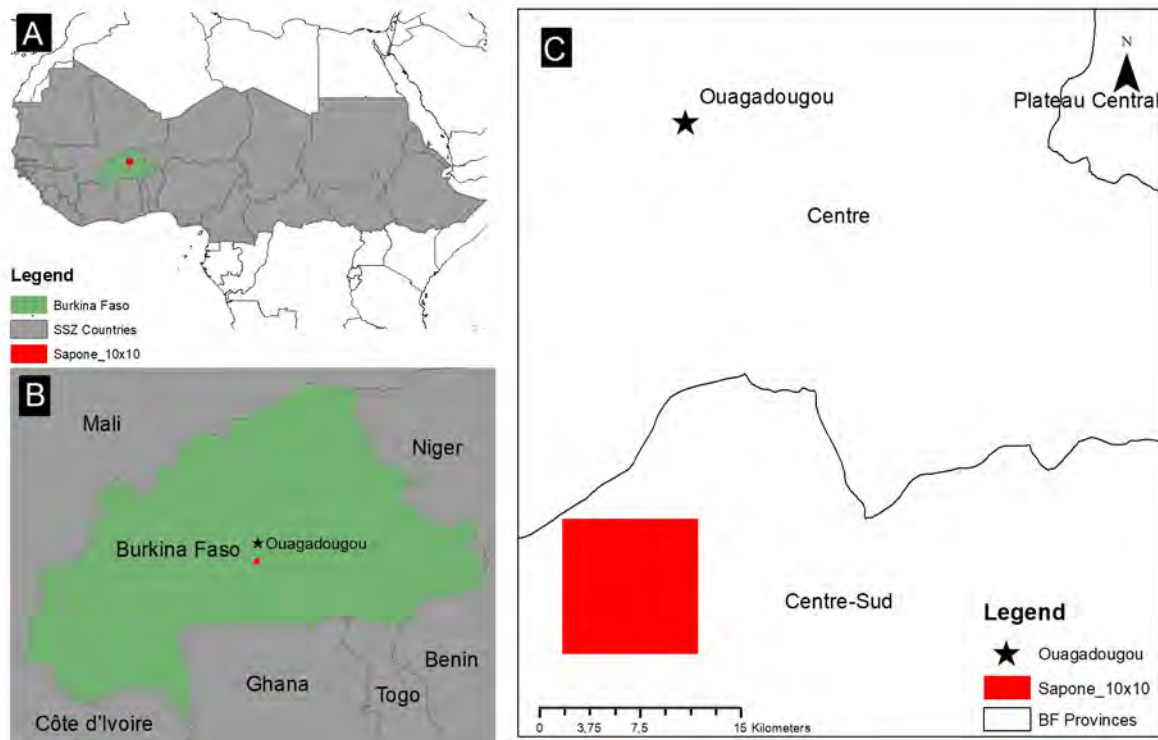 A
Legend
Burkina Faso
SSZ Countries
Sapone_10x10
B
Mali
Niger
Burkina Faso
Ouagadougou
Benin
Ghana
Togo
Côte d'Ivoire
C
N
Ouagadougou
Plateau Central
Centre
Centre-Sud
Legend
Ouagadougou
Sapone_10x10
BF Provinces
0 3,75 7,5 15 Kilometers